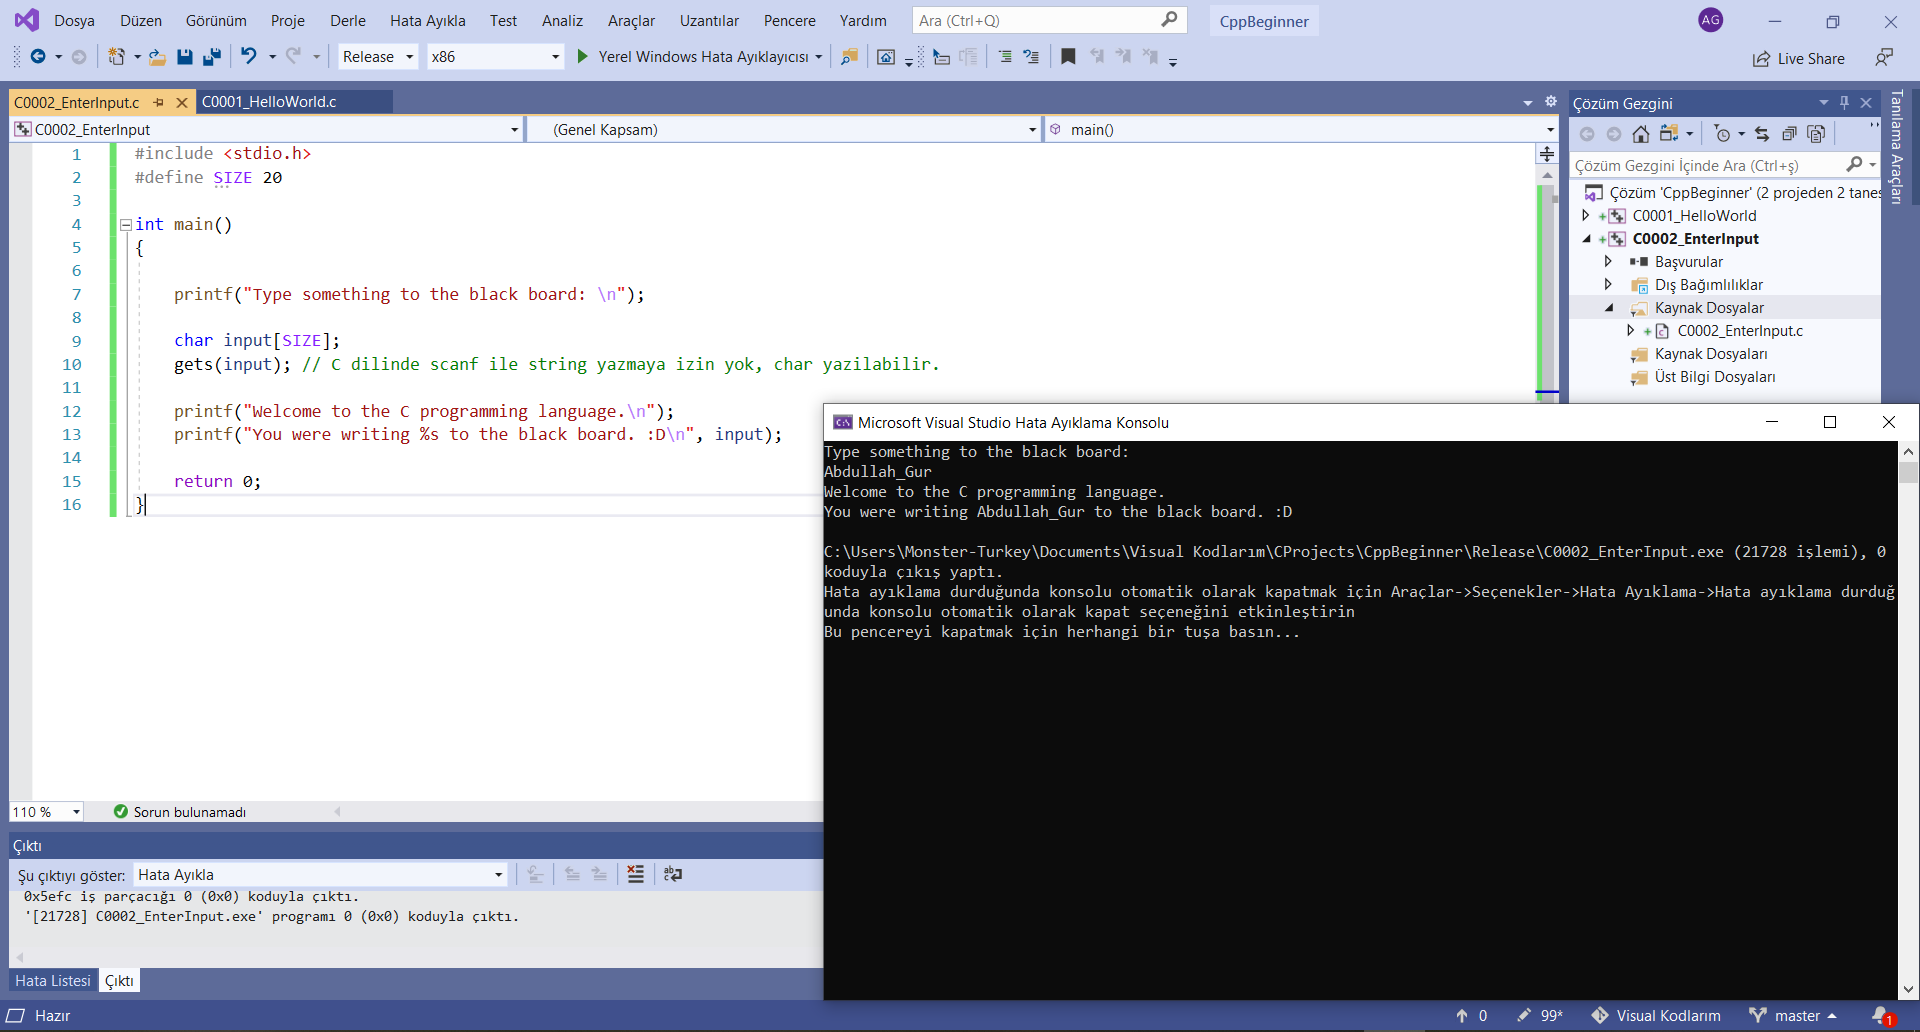 Dosya Düzen Görünüm Proje Derle Hata Ayıkla Test Analiz Araçlar Uzantılar Pencere Yardım Ara (Ctrl+Q) CppBeginner AG
Release x86 Yerel Windows Hata Ayıklayıcısı Live Share
C0002_EnterInput.c C0001_HelloWorld.c
C0002_EnterInput (Genel Kapsam) main()
1 #include <stdio.h>
2 #define SIZE 20
3
4 int main()
5 {
6
7 printf("Type something to the black board: \n");
8
9 char input[SIZE];
10 gets(input); // C dilinde scanf ile string yazmaya izin yok, char yazilabilir.
11
12 printf("Welcome to the C programming language.\n");
13 printf("You were writing %s to the black board. :D\n", input);
14
15 return 0;
16 }
110 % Sorun bulunamadı
Çıktı
Şu çıktıyı göster: Hata Ayıkla
0x5efc iş parçacığı 0 (0x0) koduyla çıktı.
'[21728] C0002_EnterInput.exe' programı 0 (0x0) koduyla çıktı.
Hata Listesi Çıktı
Çözüm Gezgini
Çözüm Gezgini İçinde Ara (Ctrl+ş)
Çözüm 'CppBeginner' (2 projeden 2 tanes
C0001_HelloWorld
C0002_EnterInput
Başvurular
Dış Bağımlılıklar
Kaynak Dosyalar
C0002_EnterInput.c
Kaynak Dosyaları
Üst Bilgi Dosyaları
Tanılama Araçları
Microsoft Visual Studio Hata Ayıklama Konsolu
Type something to the black board:
Abdullah_Gur
Welcome to the C programming language.
You were writing Abdullah_Gur to the black board. :D
C:\Users\Monster-Turkey\Documents\Visual Kodlarım\CProjects\CppBeginner\Release\C0002_EnterInput.exe (21728 işlemi), 0
koduyla çıkış yaptı.
Hata ayıklama durduğunda konsolu otomatik olarak kapatmak için Araçlar->Seçenekler->Hata Ayıklama->Hata ayıklama durduğ
unda konsolu otomatik olarak kapat seçeneğini etkinleştirin
Bu pencereyi kapatmak için herhangi bir tuşa basın...
Hazır 0 99* Visual Kodlarım master 1